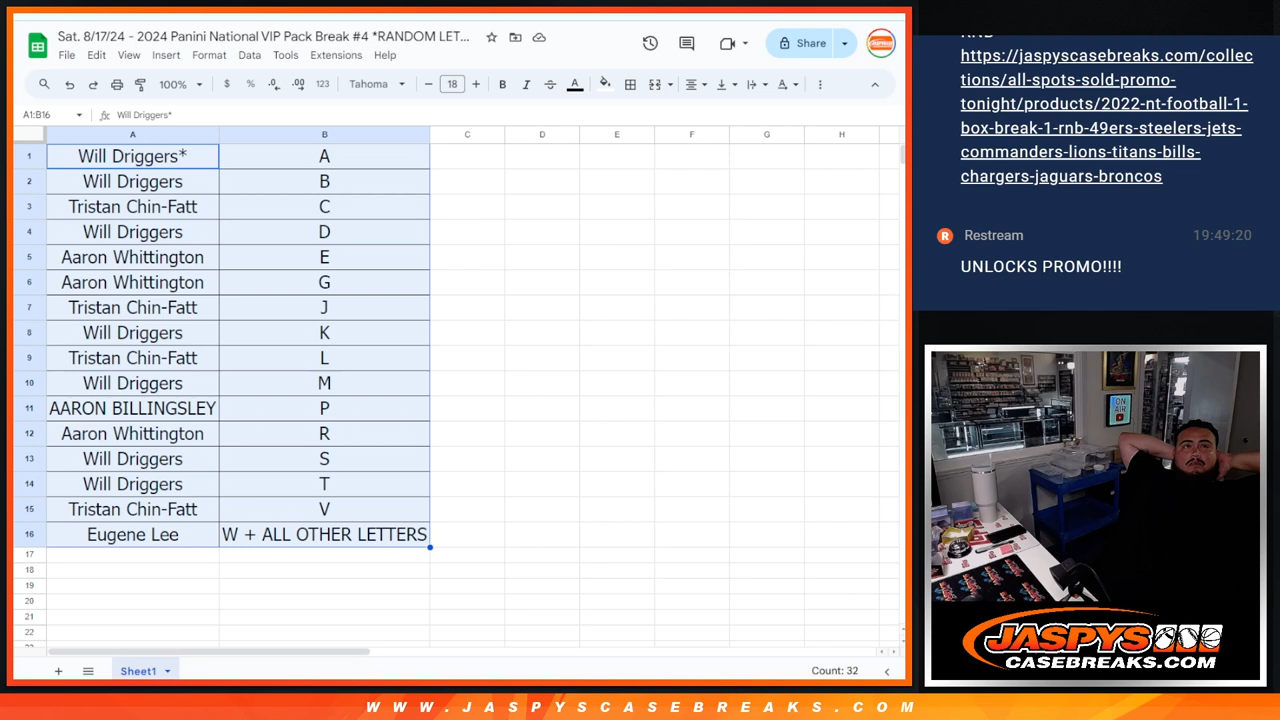 Sat. 8/17/24 - 2024 Panini National VIP Pack Break #4 *RANDOM LET...
File Edit View Insert Format Data Tools Extensions Help
Share
100% $ % .0 .00 123 Tahoma 18 B I A
A1:B16 fx Will Driggers*
A B C D E F G H
1 Will Driggers* A
2 Will Driggers B
3 Tristan Chin-Fatt C
4 Will Driggers D
5 Aaron Whittington E
6 Aaron Whittington G
7 Tristan Chin-Fatt J
8 Will Driggers K
9 Tristan Chin-Fatt L
10 Will Driggers M
11 AARON BILLINGSLEY P
12 Aaron Whittington R
13 Will Driggers S
14 Will Driggers T
15 Tristan Chin-Fatt V
16 Eugene Lee W + ALL OTHER LETTERS
17
18
19
20
21
22
Sheet1
Count: 32
https://jaspyscasebreaks.com/collec
tions/all-spots-sold-promo-
tonight/products/2022-nt-football-1-
box-break-1-rnb-49ers-steelers-jets-
commanders-lions-titans-bills-
chargers-jaguars-broncos
R Restream 19:49:20
UNLOCKS PROMO!!!!
ON
AIR
JASPYS
CASEBREAKS.COM
WWW.JASPYSCASEBREAKS.COM